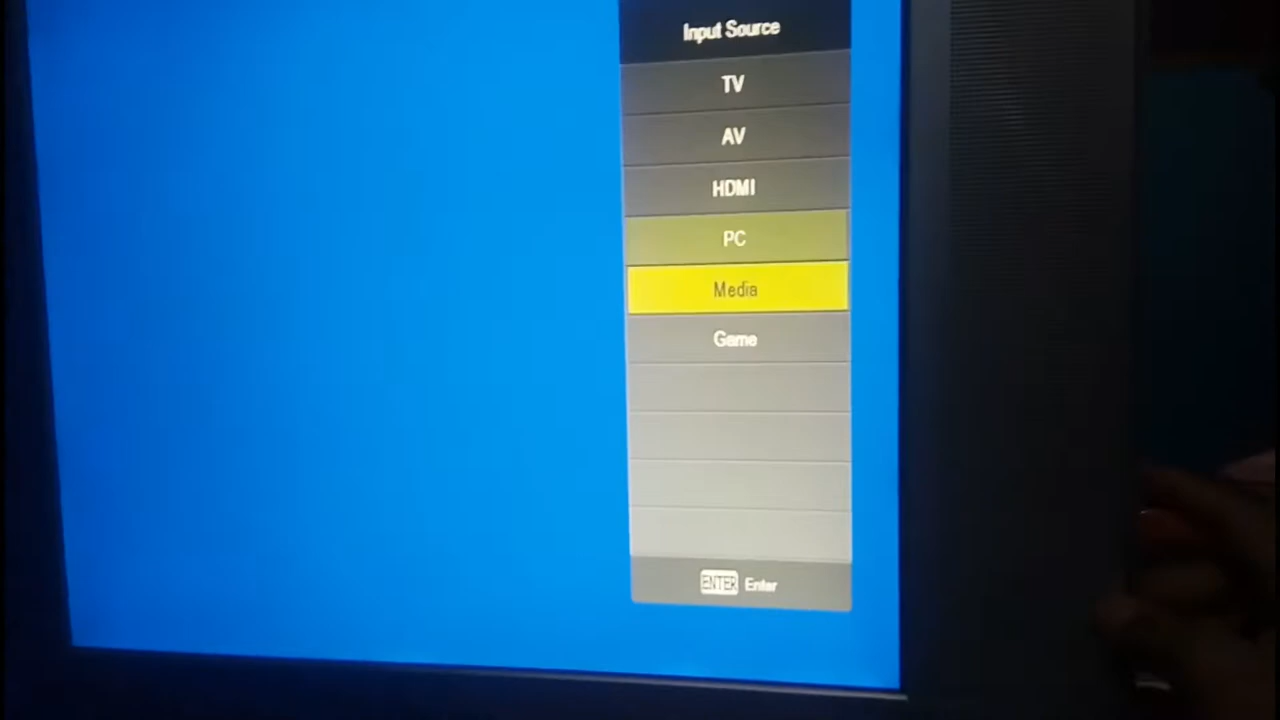 Input Source
TV
AV
HDMI
PC
Media
Game
ENTER Enter